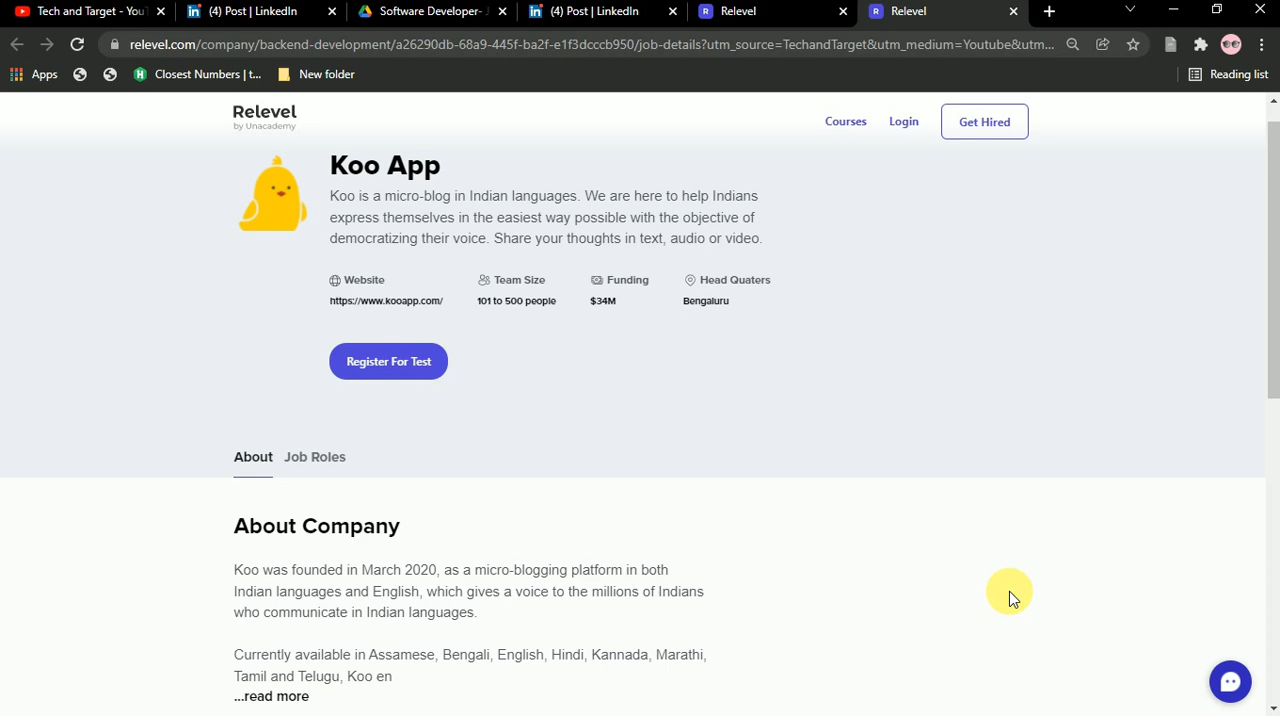 Tech and Target - YouT
(4) Post | LinkedIn
Software Developer- J
(4) Post | LinkedIn
Relevel
Relevel
relevel.com/company/backend-development/a26290db-68a9-445f-ba2f-e1f3dcccb950/job-details?utm_source=TechandTarget&utm_medium=Youtube&utm...
Apps
Closest Numbers | t...
New folder
Reading list
Relevel
by Unacademy
Courses
Login
Get Hired
Koo App
Koo is a micro-blog in Indian languages. We are here to help Indians
express themselves in the easiest way possible with the objective of
democratizing their voice. Share your thoughts in text, audio or video.
Website Team Size Funding Head Quaters
https://www.kooapp.com/ 101 to 500 people $34M Bengaluru
Register For Test
About Job Roles
About Company
Koo was founded in March 2020, as a micro-blogging platform in both
Indian languages and English, which gives a voice to the millions of Indians
who communicate in Indian languages.
Currently available in Assamese, Bengali, English, Hindi, Kannada, Marathi,
Tamil and Telugu, Koo en
...read more